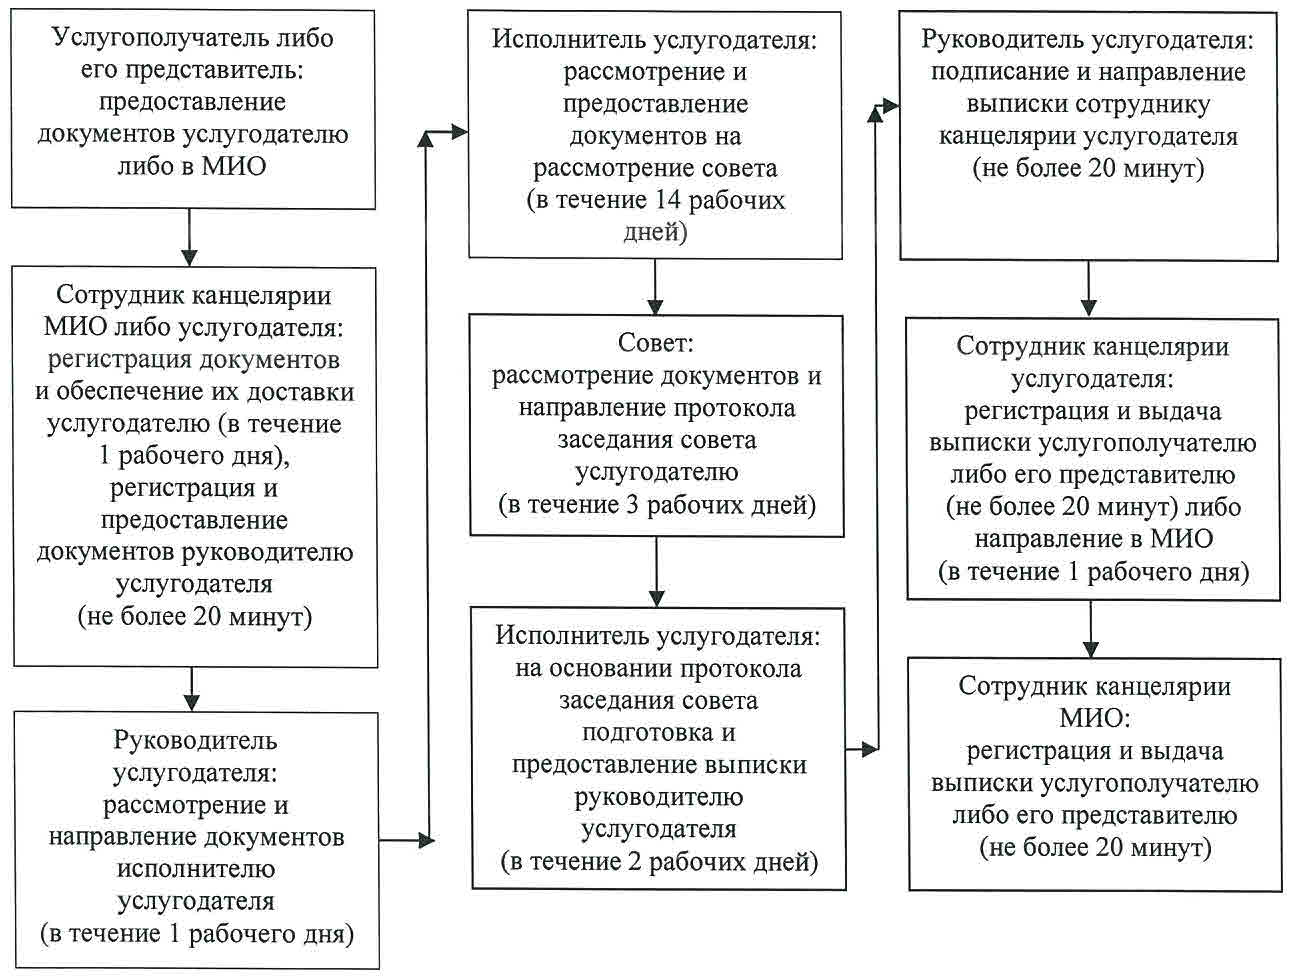 Услугополучатель либо
его представитель:
предоставление
документов услугодателю
либо в МИО
Сотрудник канцелярии
МИО либо услугодателя:
регистрация документов
и обеспечение их доставки
услугодателю (в течение
1 рабочего дня),
регистрация и
предоставление
документов руководителю
услугодателя
(не более 20 минут)
Руководитель
услугодателя:
рассмотрение и
направление документов
исполнителю
услугодателя
(в течение 1 рабочего дня)
Исполнитель услугодателя:
рассмотрение и
предоставление
документов на
рассмотрение совета
(в течение 14 рабочих
дней)
Совет:
рассмотрение документов и
направление протокола
заседания совета
услугодателю
(в течение 3 рабочих дней)
Исполнитель услугодателя:
на основании протокола
заседания совета
подготовка и
предоставление выписки
руководителю
услугодателя
(в течение 2 рабочих дней)
Руководитель услугодателя:
подписание и направление
выписки сотруднику
канцелярии услугодателя
(не более 20 минут)
Сотрудник канцелярии
услугодателя:
регистрация и выдача
выписки услугополучателю
либо его представителю
(не более 20 минут) либо
направление в МИО
(в течение 1 рабочего дня)
Сотрудник канцелярии
МИО:
регистрация и выдача
выписки услугополучателю
либо его представителю
(не более 20 минут)